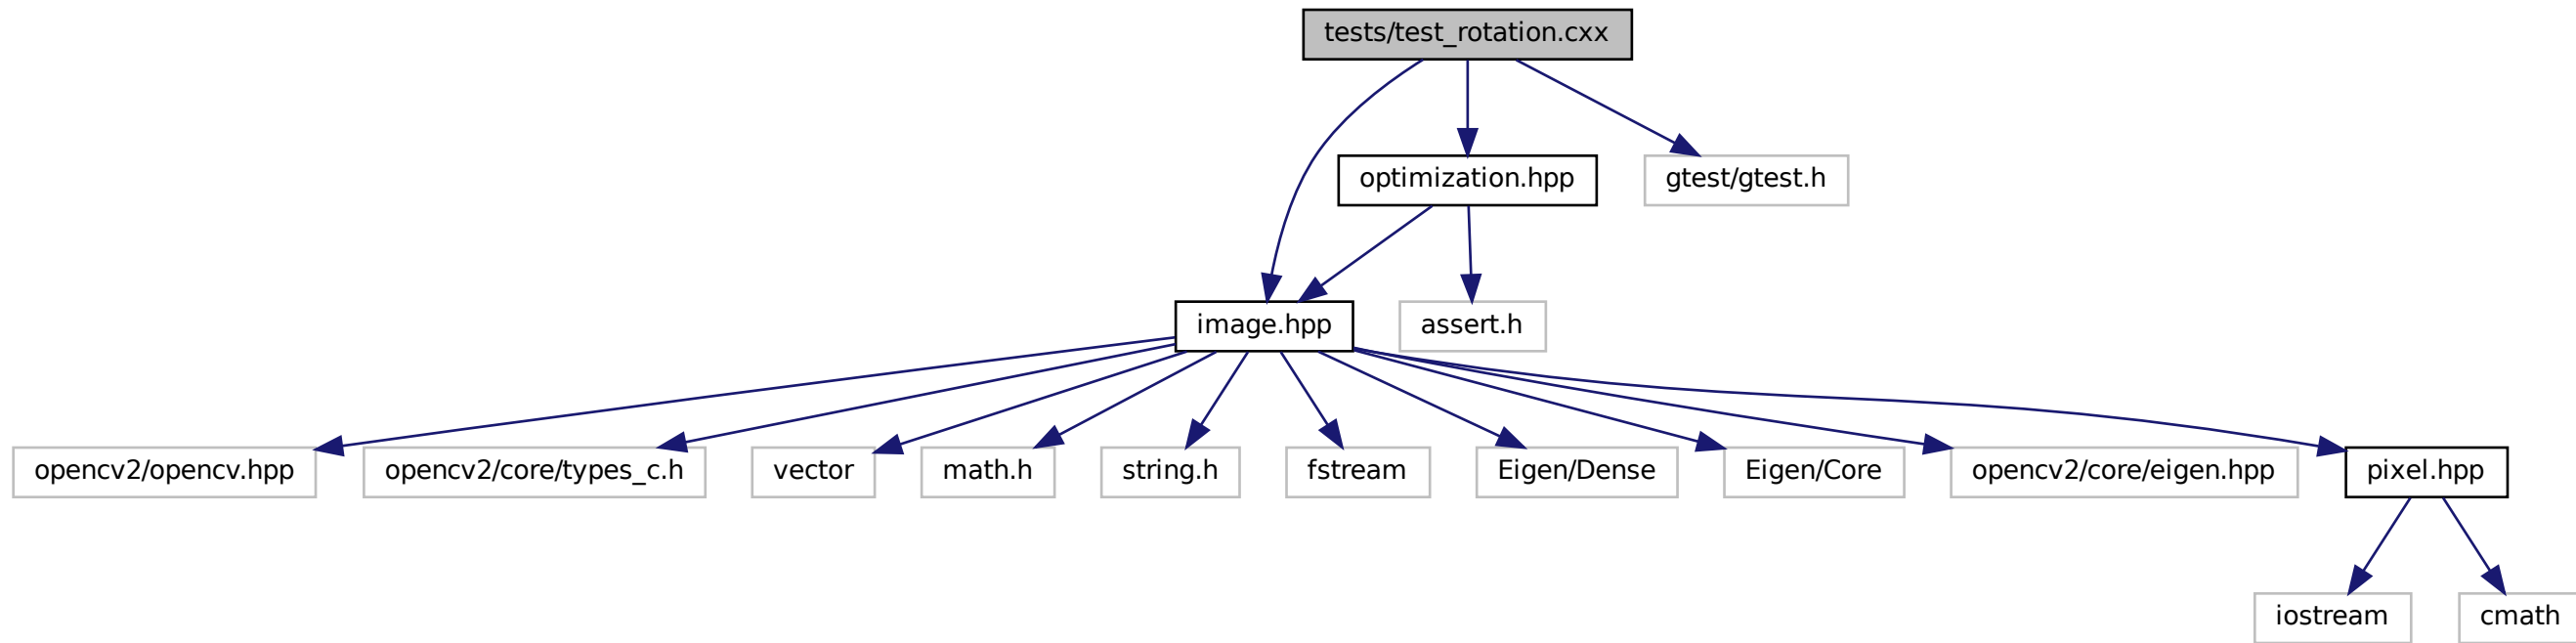 tests/test_rotation.cxx
optimization.hpp
gtest/gtest.h
image.hpp
assert.h
opencv2/opencv.hpp
opencv2/core/types_c.h
vector
math.h
string.h
fstream
Eigen/Dense
Eigen/Core
opencv2/core/eigen.hpp
pixel.hpp
iostream
cmath